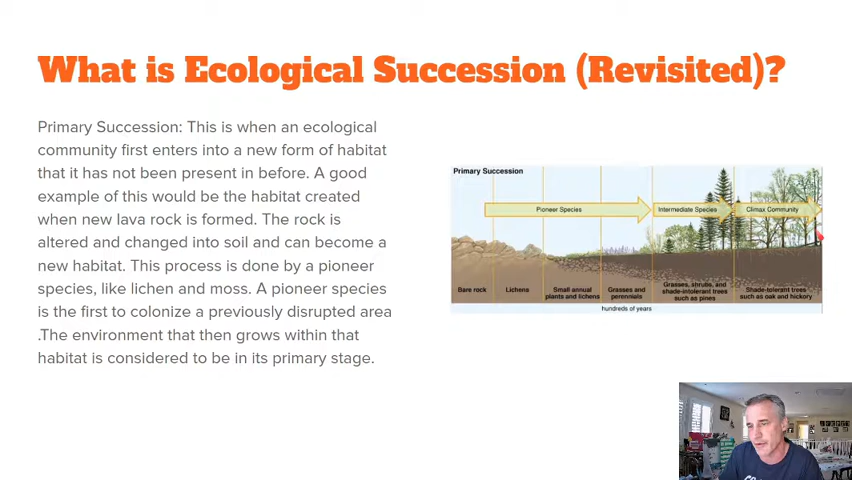 What is Ecological Succession (Revisited)?
Primary Succession: This is when an ecological
community first enters into a new form of habitat
that it has not been present in before. A good
example of this would be the habitat created
when new lava rock is formed. The rock is
altered and changed into soil and can become a
new habitat. This process is done by a pioneer
species, like lichen and moss. A pioneer species
is the first to colonize a previously disrupted area
.The environment that then grows within that
habitat is considered to be in its primary stage.
Primary Succession
Pioneer Species
Intermediate Species
Climax Community
Bare rock
Lichens
Small annual
plants and lichens
Grasses and
perennials
Grasses, shrubs, and
shade-intolerant trees
such as pines
Shade-tolerant trees
such as oak and hickory
hundreds of years